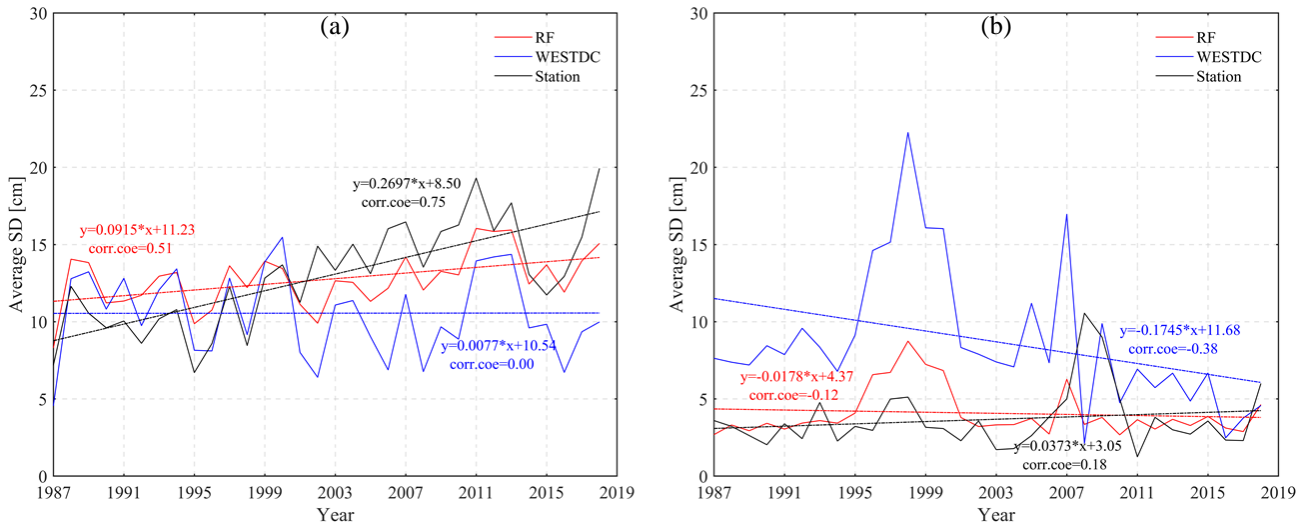 (a)
RF
WESTDC
Station
y=0.2697*x+8.50
corr.coe=0.75
y=0.0915*x+11.23
corr.coe=0.51
y=0.0077*x+10.54
corr.coe=0.00
30
25
20
15
10
5
0
Average SD [cm]
1987 1991 1995 1999 2003 2007 2011 2015 2019
Year
(b)
RF
WESTDC
Station
y=-0.1745*x+11.68
corr.coe=-0.38
y=-0.0178*x+4.37
corr.coe=-0.12
y=0.0373*x+3.05
corr.coe=0.18
30
25
20
15
10
5
0
Average SD [cm]
1987 1991 1995 1999 2003 2007 2011 2015 2019
Year